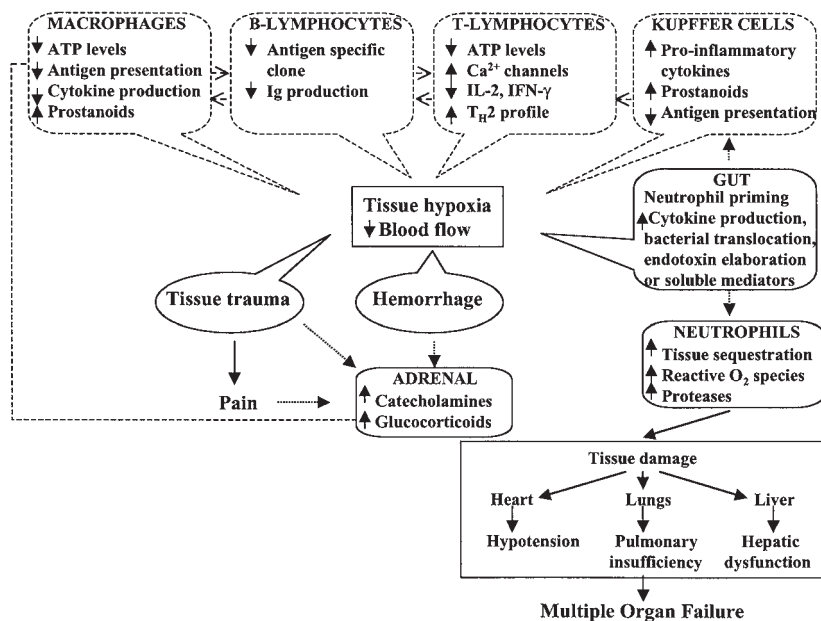 MACROPHAGES
↓ ATP levels
↓ Antigen presentation
↓ Cytokine production
↑ Prostanoids
B-LYMPHOCYTES
↓ Antigen specific
clone
↓ Ig production
T-LYMPHOCYTES
↓ ATP levels
↑ Ca²⁺ channels
↓ IL-2, IFN-γ
↑ T_H2 profile
KUPFFER CELLS
↑ Pro-inflammatory
cytokines
↑ Prostanoids
↓ Antigen presentation
Tissue hypoxia
↓ Blood flow
GUT
Neutrophil priming
↑ Cytokine production,
bacterial translocation,
endotoxin elaboration
or soluble mediators
Tissue trauma
Hemorrhage
NEUTROPHILS
↑ Tissue sequestration
↑ Reactive O₂ species
↑ Proteases
Pain
ADRENAL
↑ Catecholamines
↑ Glucocorticoids
Tissue damage
Heart
Lungs
Liver
Hypotension
Pulmonary
insufficiency
Hepatic
dysfunction
Multiple Organ Failure